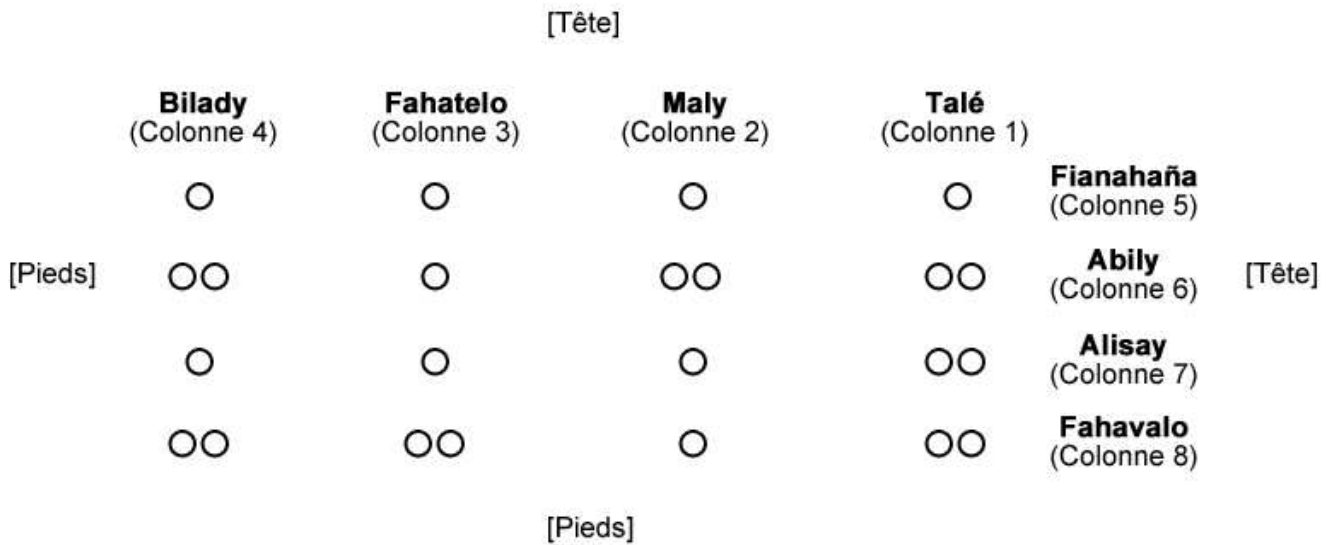 [Tête]
Bilady Fahatelo Maly Talé
(Colonne 4) (Colonne 3) (Colonne 2) (Colonne 1)
Fianahaña
(Colonne 5)
[Pieds] Abily [Tête]
(Colonne 6)
Alisay
(Colonne 7)
Fahavalo
(Colonne 8)
[Pieds]